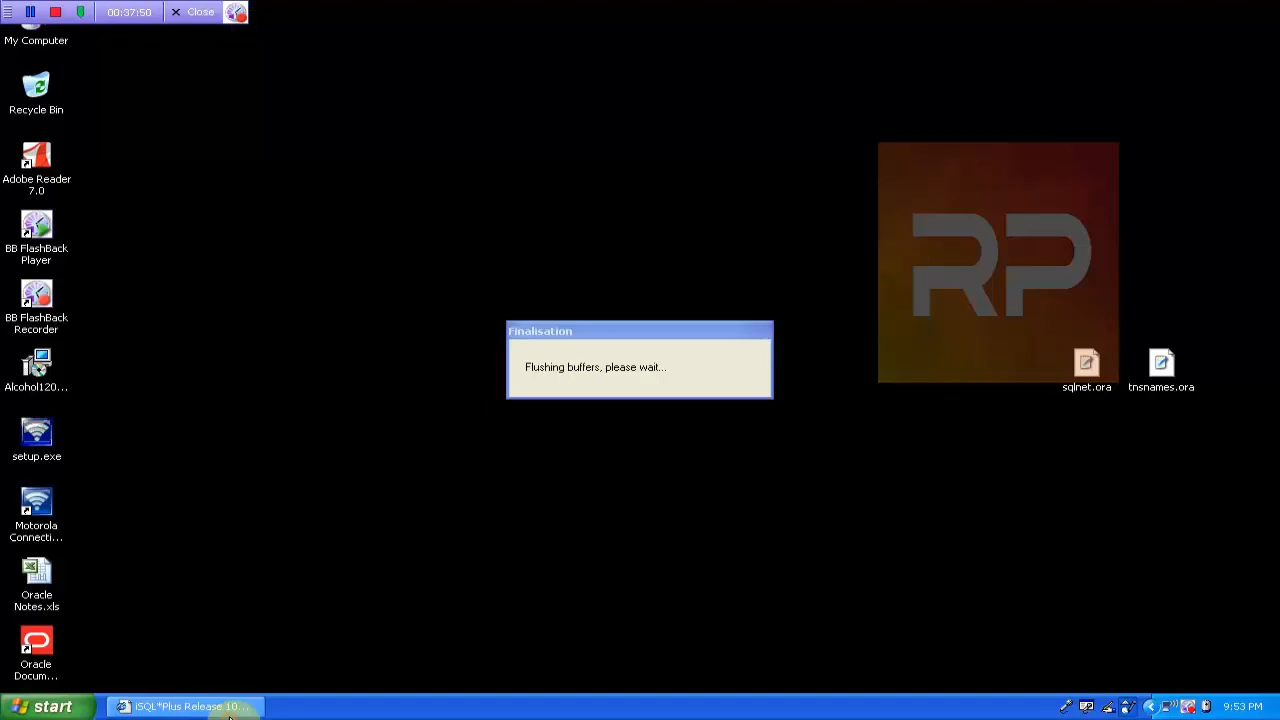 00:37:50
Close
My Computer
Recycle Bin
Adobe Reader
7.0
BB FlashBack
Player
BB FlashBack
Recorder
Alcohol120...
setup.exe
Motorola
Connecti...
Oracle
Notes.xls
Oracle
Docum...
RP
Finalisation
Flushing buffers, please wait...
sqlnet.ora
tnsnames.ora
start
iSQL*Plus Release 10...
9:53 PM